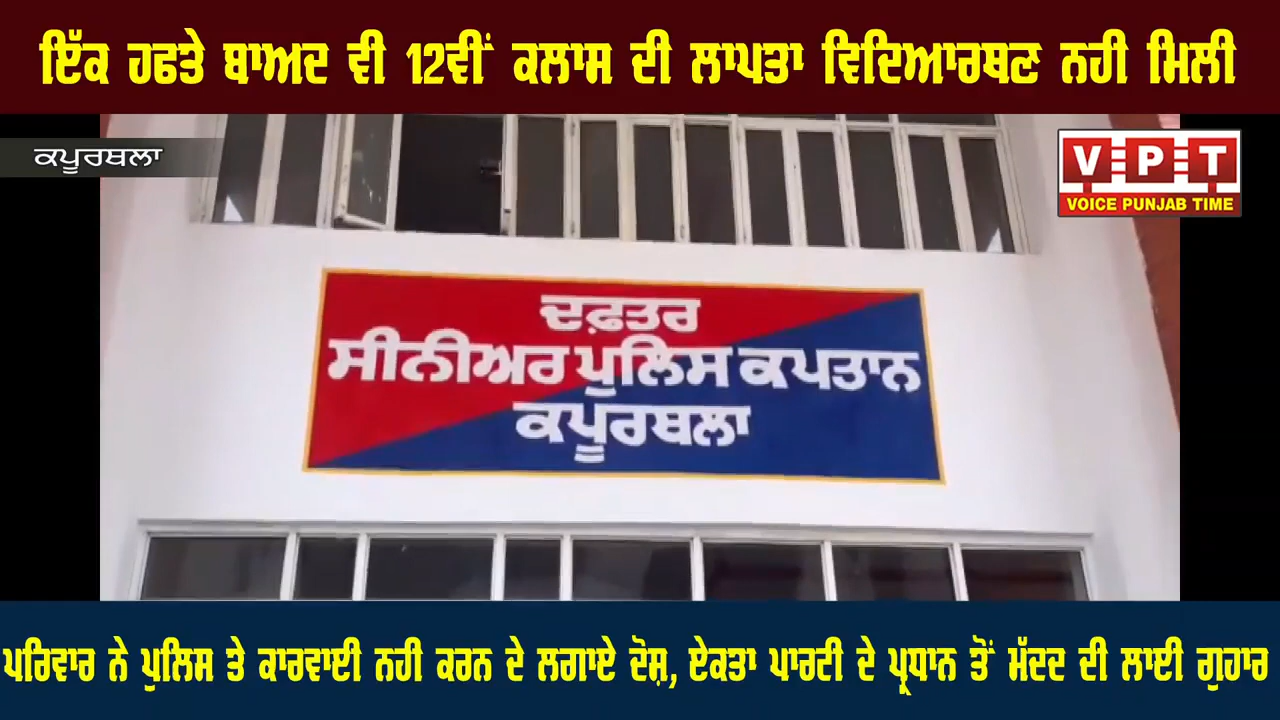 ਇੱਕ ਹਫਤੇ ਬਾਅਦ ਵੀ 12ਵੀਂ ਕਲਾਸ ਦੀ ਲਾਪਤਾ ਵਿਦਿਆਰਥਣ ਨਹੀ ਮਿਲੀ
ਕਪੂਰਥਲਾ
VPT
VOICE PUNJAB TIME
ਦਫ਼ਤਰ
ਸੀਨੀਅਰ ਪੁਲਿਸ ਕਪਤਾਨ
ਕਪੂਰਥਲਾ
ਪਰਿਵਾਰ ਨੇ ਪੁਲਿਸ ਤੇ ਕਾਰਵਾਈ ਨਹੀ ਕਰਨ ਦੇ ਲਗਾਏ ਦੋਸ਼, ਏਕਤਾ ਪਾਰਟੀ ਦੇ ਪ੍ਰਧਾਨ ਤੋਂ ਮੱਦਦ ਦੀ ਲਾਈ ਗੁਹਾਰ